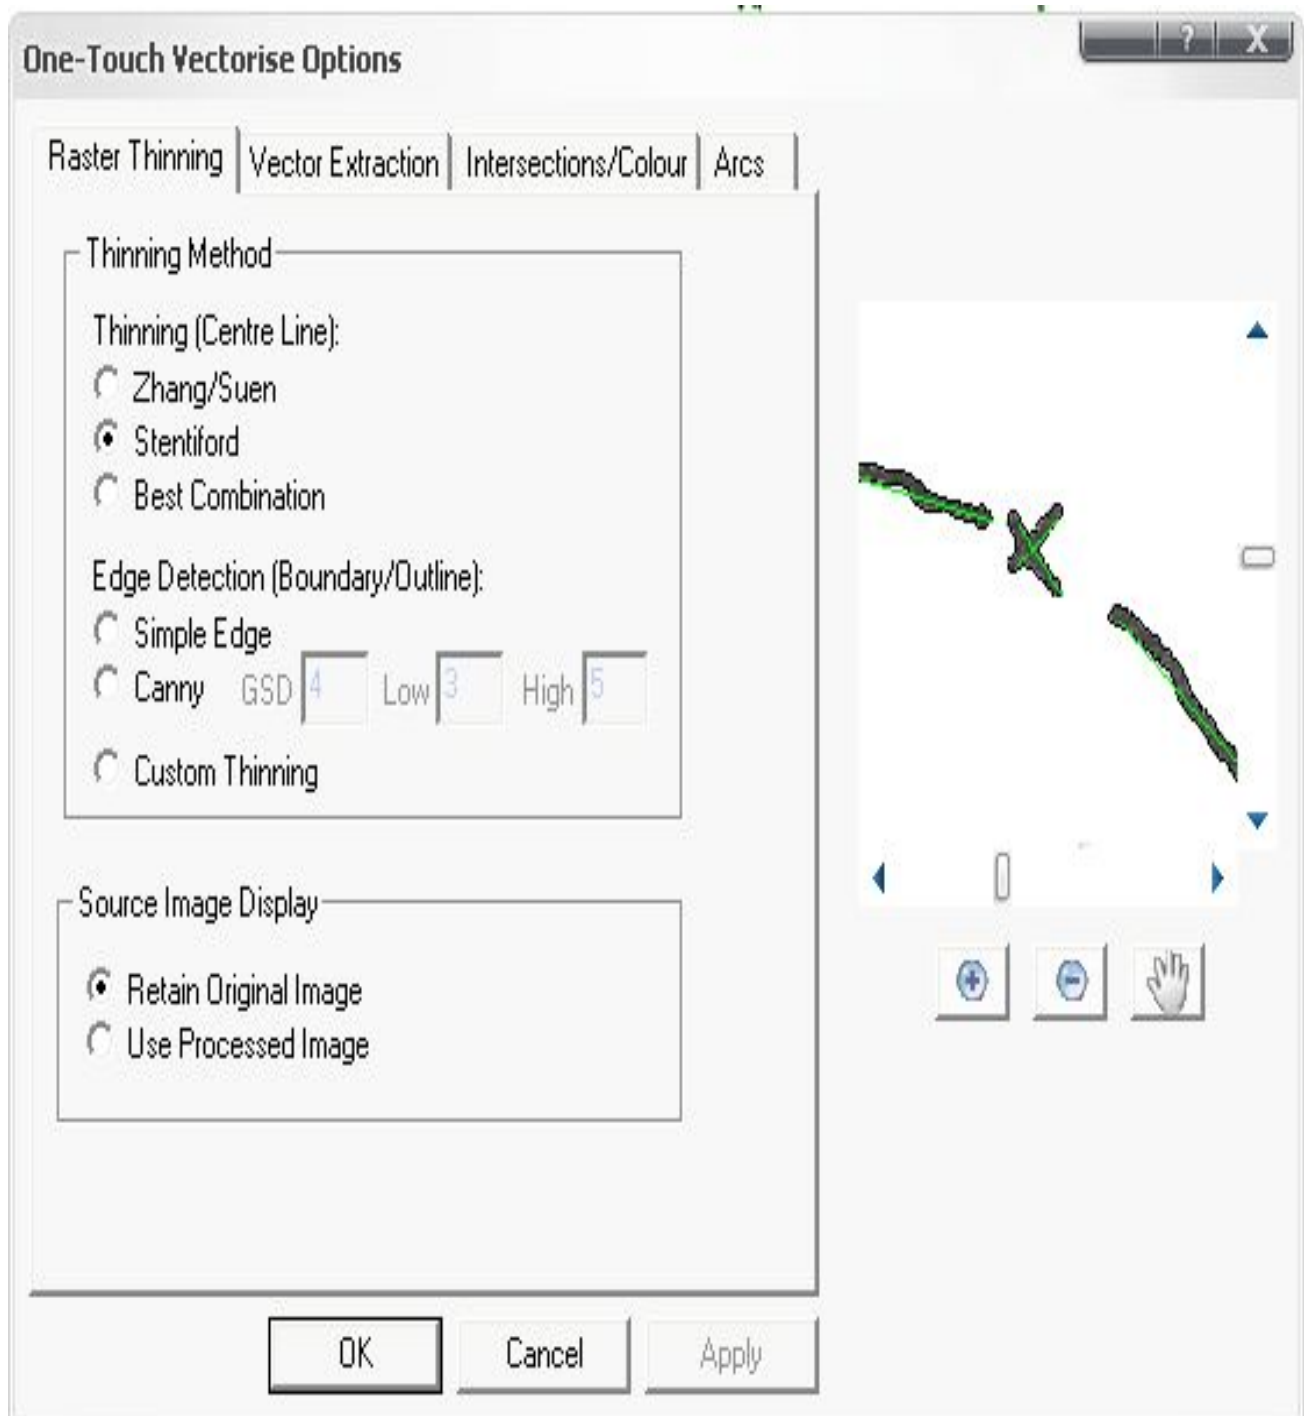 One-Touch Vectorise Options
? X
Raster Thinning Vector Extraction Intersections/Colour Arcs
Thinning Method
Thinning (Centre Line):
Zhang/Suen
Stentiford
Best Combination
Edge Detection (Boundary/Outline):
Simple Edge
Canny GSD 4 Low 3 High 5
Custom Thinning
Source Image Display
Retain Original Image
Use Processed Image
OK Cancel Apply